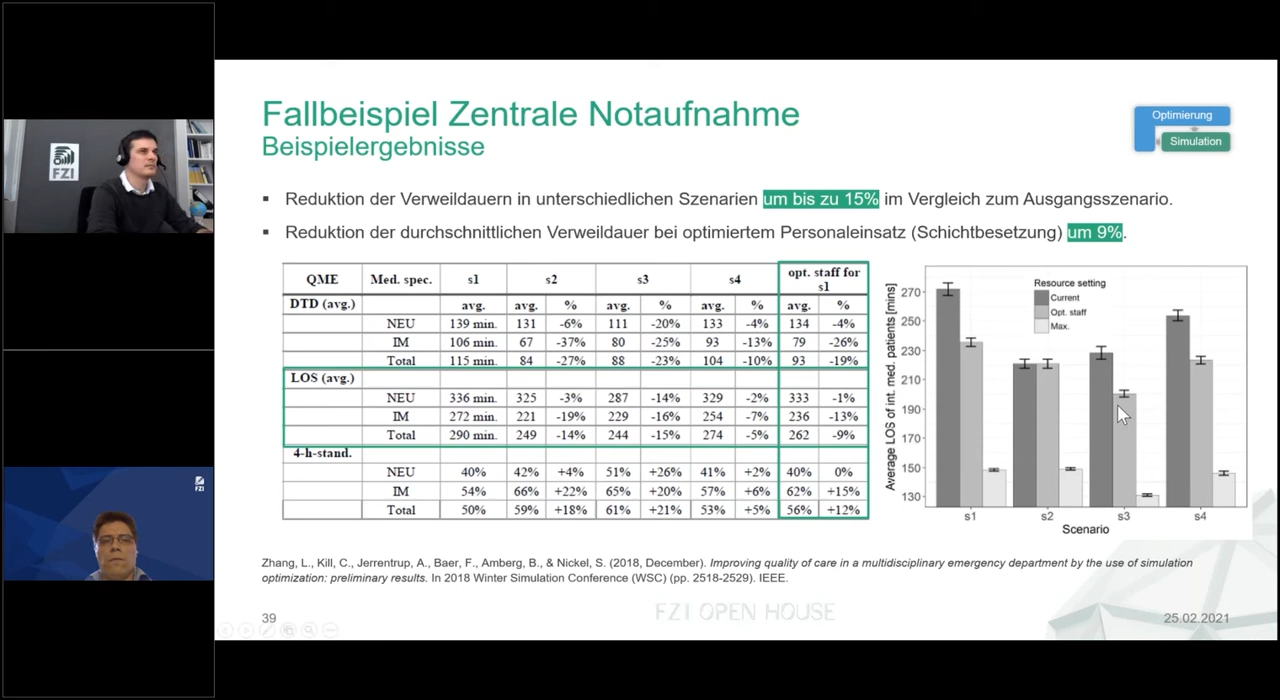 FZI
FZI
Fallbeispiel Zentrale Notaufnahme
Beispielergebnisse
Optimierung
Simulation
▪ Reduktion der Verweildauern in unterschiedlichen Szenarien um bis zu 15% im Vergleich zum Ausgangsszenario.
▪ Reduktion der durchschnittlichen Verweildauer bei optimiertem Personaleinsatz (Schichtbesetzung) um 9%.
QME Med. spec. s1 s2 s3 s4 opt. staff for s1
DTD (avg.) avg. avg. % avg. % avg. % avg. %
NEU 139 min. 131 -6% 111 -20% 133 -4% 134 -4%
IM 106 min. 67 -37% 80 -25% 93 -13% 79 -26%
Total 115 min. 84 -27% 88 -23% 104 -10% 93 -19%
LOS (avg.)
NEU 336 min. 325 -3% 287 -14% 329 -2% 333 -1%
IM 272 min. 221 -19% 229 -16% 254 -7% 236 -13%
Total 290 min. 249 -14% 244 -15% 274 -5% 262 -9%
4-h-stand.
NEU 40% 42% +4% 51% +26% 41% +2% 40% 0%
IM 54% 66% +22% 65% +20% 57% +6% 62% +15%
Total 50% 59% +18% 61% +21% 53% +5% 56% +12%
Average LOS of int. med. patients [mins]
270
250
230
210
190
170
150
130
Resource setting
Current
Opt. staff
Max.
s1 s2 s3 s4
Scenario
Zhang, L., Kill, C., Jerrentrup, A., Baer, F., Amberg, B., & Nickel, S. (2018, December). Improving quality of care in a multidisciplinary emergency department by the use of simulation
optimization: preliminary results. In 2018 Winter Simulation Conference (WSC) (pp. 2518-2529). IEEE.
39
FZI OPEN HOUSE
25.02.2021